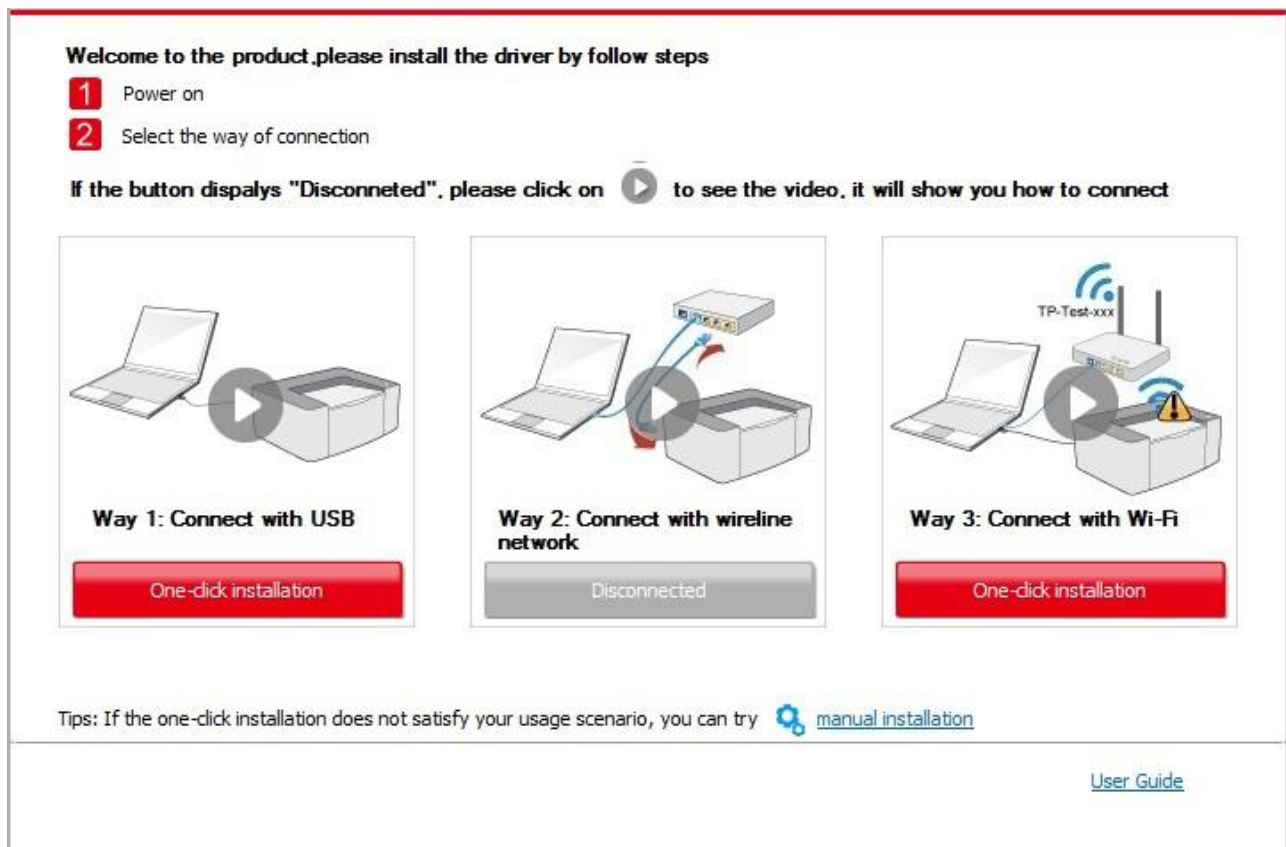 Welcome to the product,please install the driver by follow steps
1 Power on
2 Select the way of connection
If the button dispalys "Disconneted", please click on to see the video, it will show you how to connect
TP-Test-xxx
Way 1: Connect with USB
One-click installation
Way 2: Connect with wireline
network
Disconnected
Way 3: Connect with Wi-Fi
One-click installation
Tips: If the one-click installation does not satisfy your usage scenario, you can try manual installation
User Guide